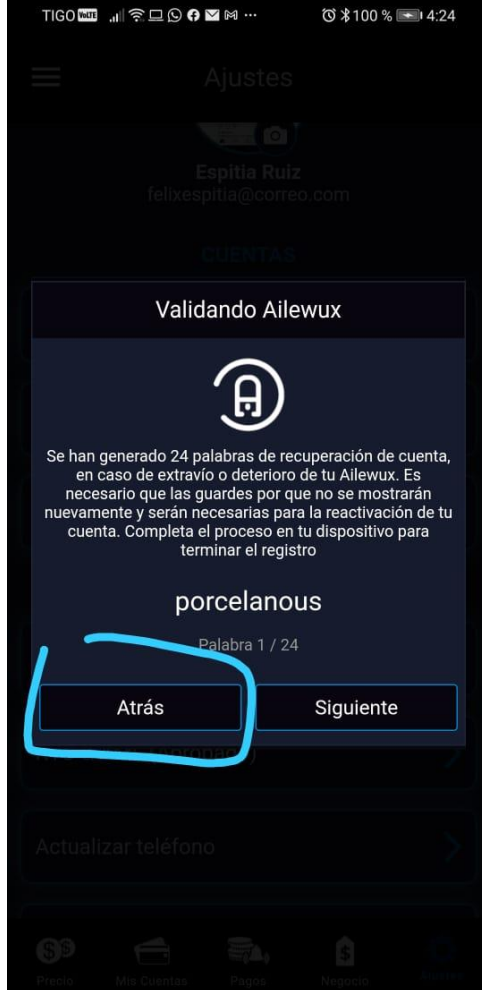 TIGO VoLTE 100 % 4:24
Ajustes
Espitia Ruiz
felixespitia@correo.com
CUENTAS
Validando Ailewux
Se han generado 24 palabras de recuperación de cuenta,
en caso de extravío o deterioro de tu Ailewux. Es
necesario que las guardes por que no se mostrarán
nuevamente y serán necesarias para la reactivación de tu
cuenta. Completa el proceso en tu dispositivo para
terminar el registro
porcelanous
Palabra 1 / 24
Atrás Siguiente
Actualizar teléfono
Precio Mis Cuentas Pagos Negocio Ajustes